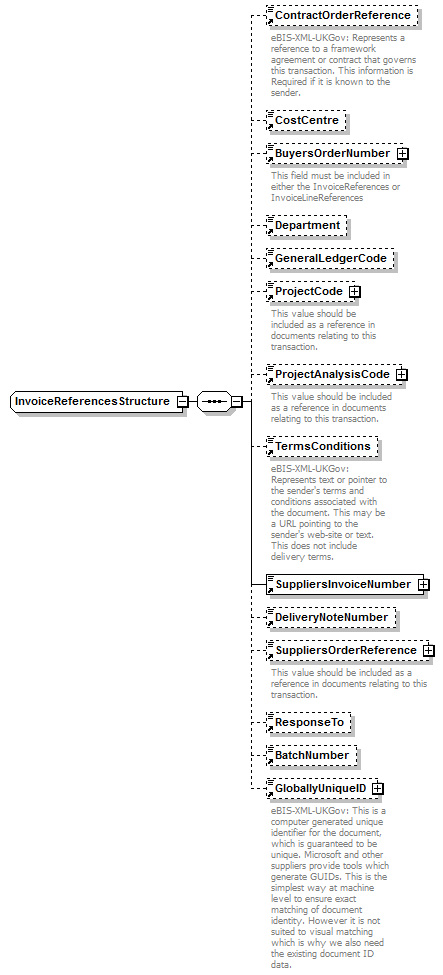 ContractOrderReference
eBIS-XML-UKGov: Represents a
reference to a framework
agreement or contract that governs
this transaction. This information is
Required if it is known to the
sender.
CostCentre
BuyersOrderNumber
This field must be included in
either the InvoiceReferences or
InvoiceLineReferences
Department
GeneralLedgerCode
ProjectCode
This value should be
included as a reference in
documents relating to this
transaction.
ProjectAnalysisCode
This value should be included
as a reference in documents
relating to this transaction.
InvoiceReferencesStructure
TermsConditions
eBIS-XML-UKGov:
Represents text or pointer to
the sender's terms and
conditions associated with
the document. This may be
a URL pointing to the
sender's web-site or text.
This does not include
delivery terms.
SuppliersInvoiceNumber
DeliveryNoteNumber
SuppliersOrderReference
This value should be included as a
reference in documents relating to this
transaction.
ResponseTo
BatchNumber
GloballyUniqueID
eBIS-XML-UKGov: This is a
computer generated unique
identifier for the document,
which is guaranteed to be
unique. Microsoft and other
suppliers provide tools which
generate GUIDs. This is the
simplest way at machine
level to ensure exact
matching of document
identity. However it is not
suited to visual matching
which is why we also need
the existing document ID
data.